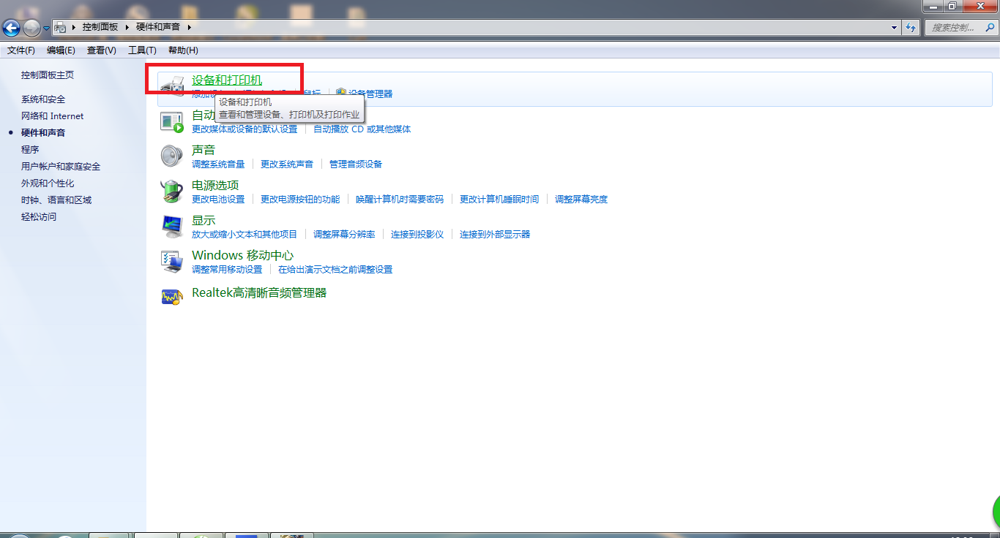 控制面板 硬件和声音
搜索控制...
文件(F) 编辑(E) 查看(V) 工具(T) 帮助(H)
控制面板主页
系统和安全
网络和 Internet
硬件和声音
程序
用户帐户和家庭安全
外观和个性化
时钟、语言和区域
轻松访问
设备和打印机
鼠标 设备管理器
设备和打印机
查看和管理设备、打印机及打印作业
自动
更改媒体或设备的默认设置 自动播放 CD 或其他媒体
声音
调整系统音量 更改系统声音 管理音频设备
电源选项
更改电池设置 更改电源按钮的功能 唤醒计算机时需要密码 更改计算机睡眠时间 调整屏幕亮度
显示
放大或缩小文本和其他项目 调整屏幕分辨率 连接到投影仪 连接到外部显示器
Windows 移动中心
调整常用移动设置 在给出演示文档之前调整设置
Realtek高清晰音频管理器